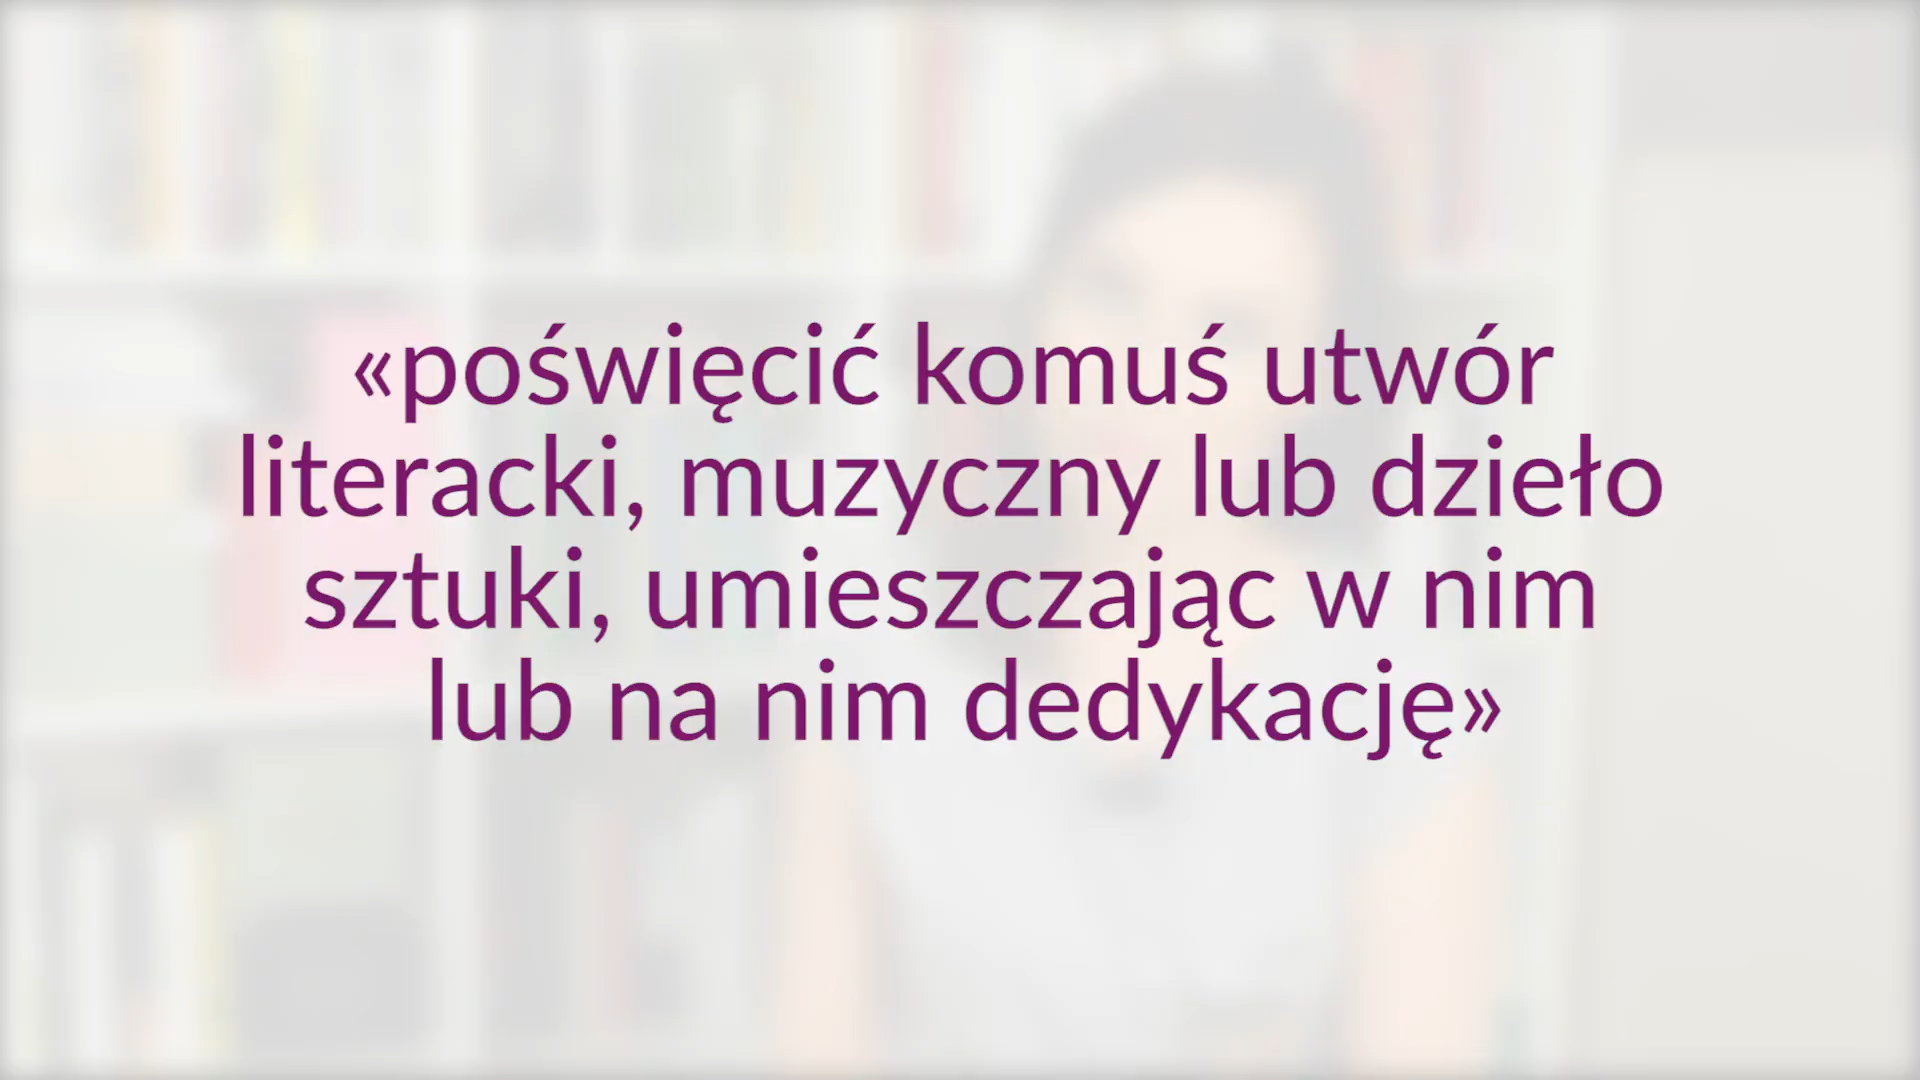 «poświęcić komuś utwór
literacki, muzyczny lub dzieło
sztuki, umieszczając w nim
lub na nim dedykację»